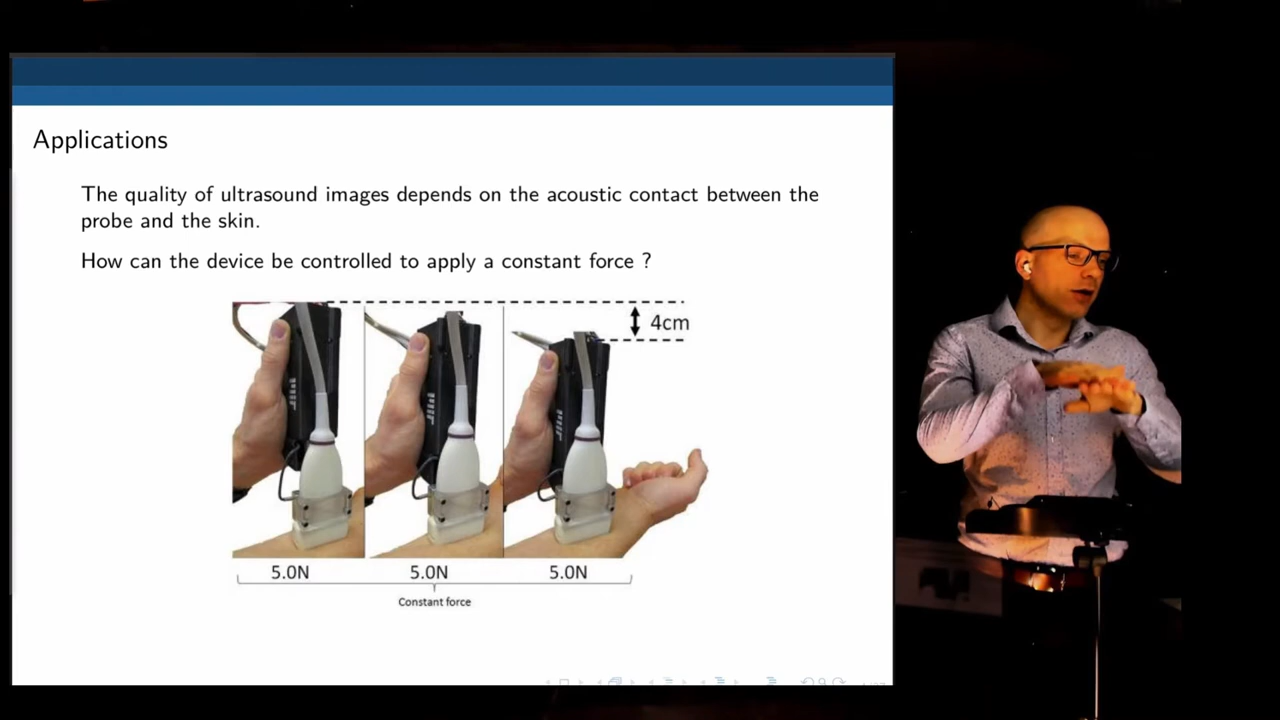 Applications
The quality of ultrasound images depends on the acoustic contact between the
probe and the skin.
How can the device be controlled to apply a constant force ?
4cm
5.0N 5.0N 5.0N
Constant force